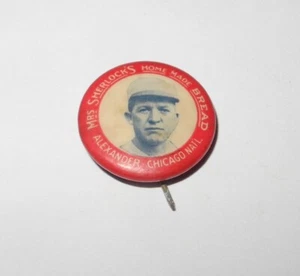 MRS SHERLOCK'S HOME MADE BREAD
ALEXANDER - CHICAGO NAT'L